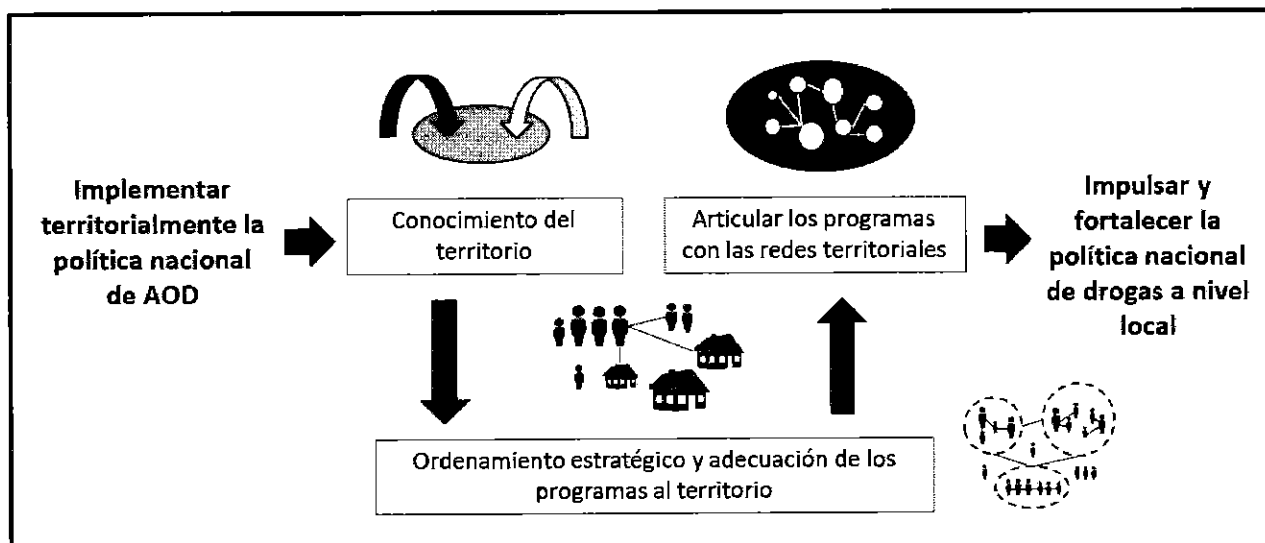 Implementar
territorialmente la
política nacional
de AOD
Conocimiento del
territorio
Ordenamiento estratégico y adecuación de los
programas al territorio
Articular los programas
con las redes territoriales
Impulsar y
fortalecer la
política nacional
de drogas a nivel
local